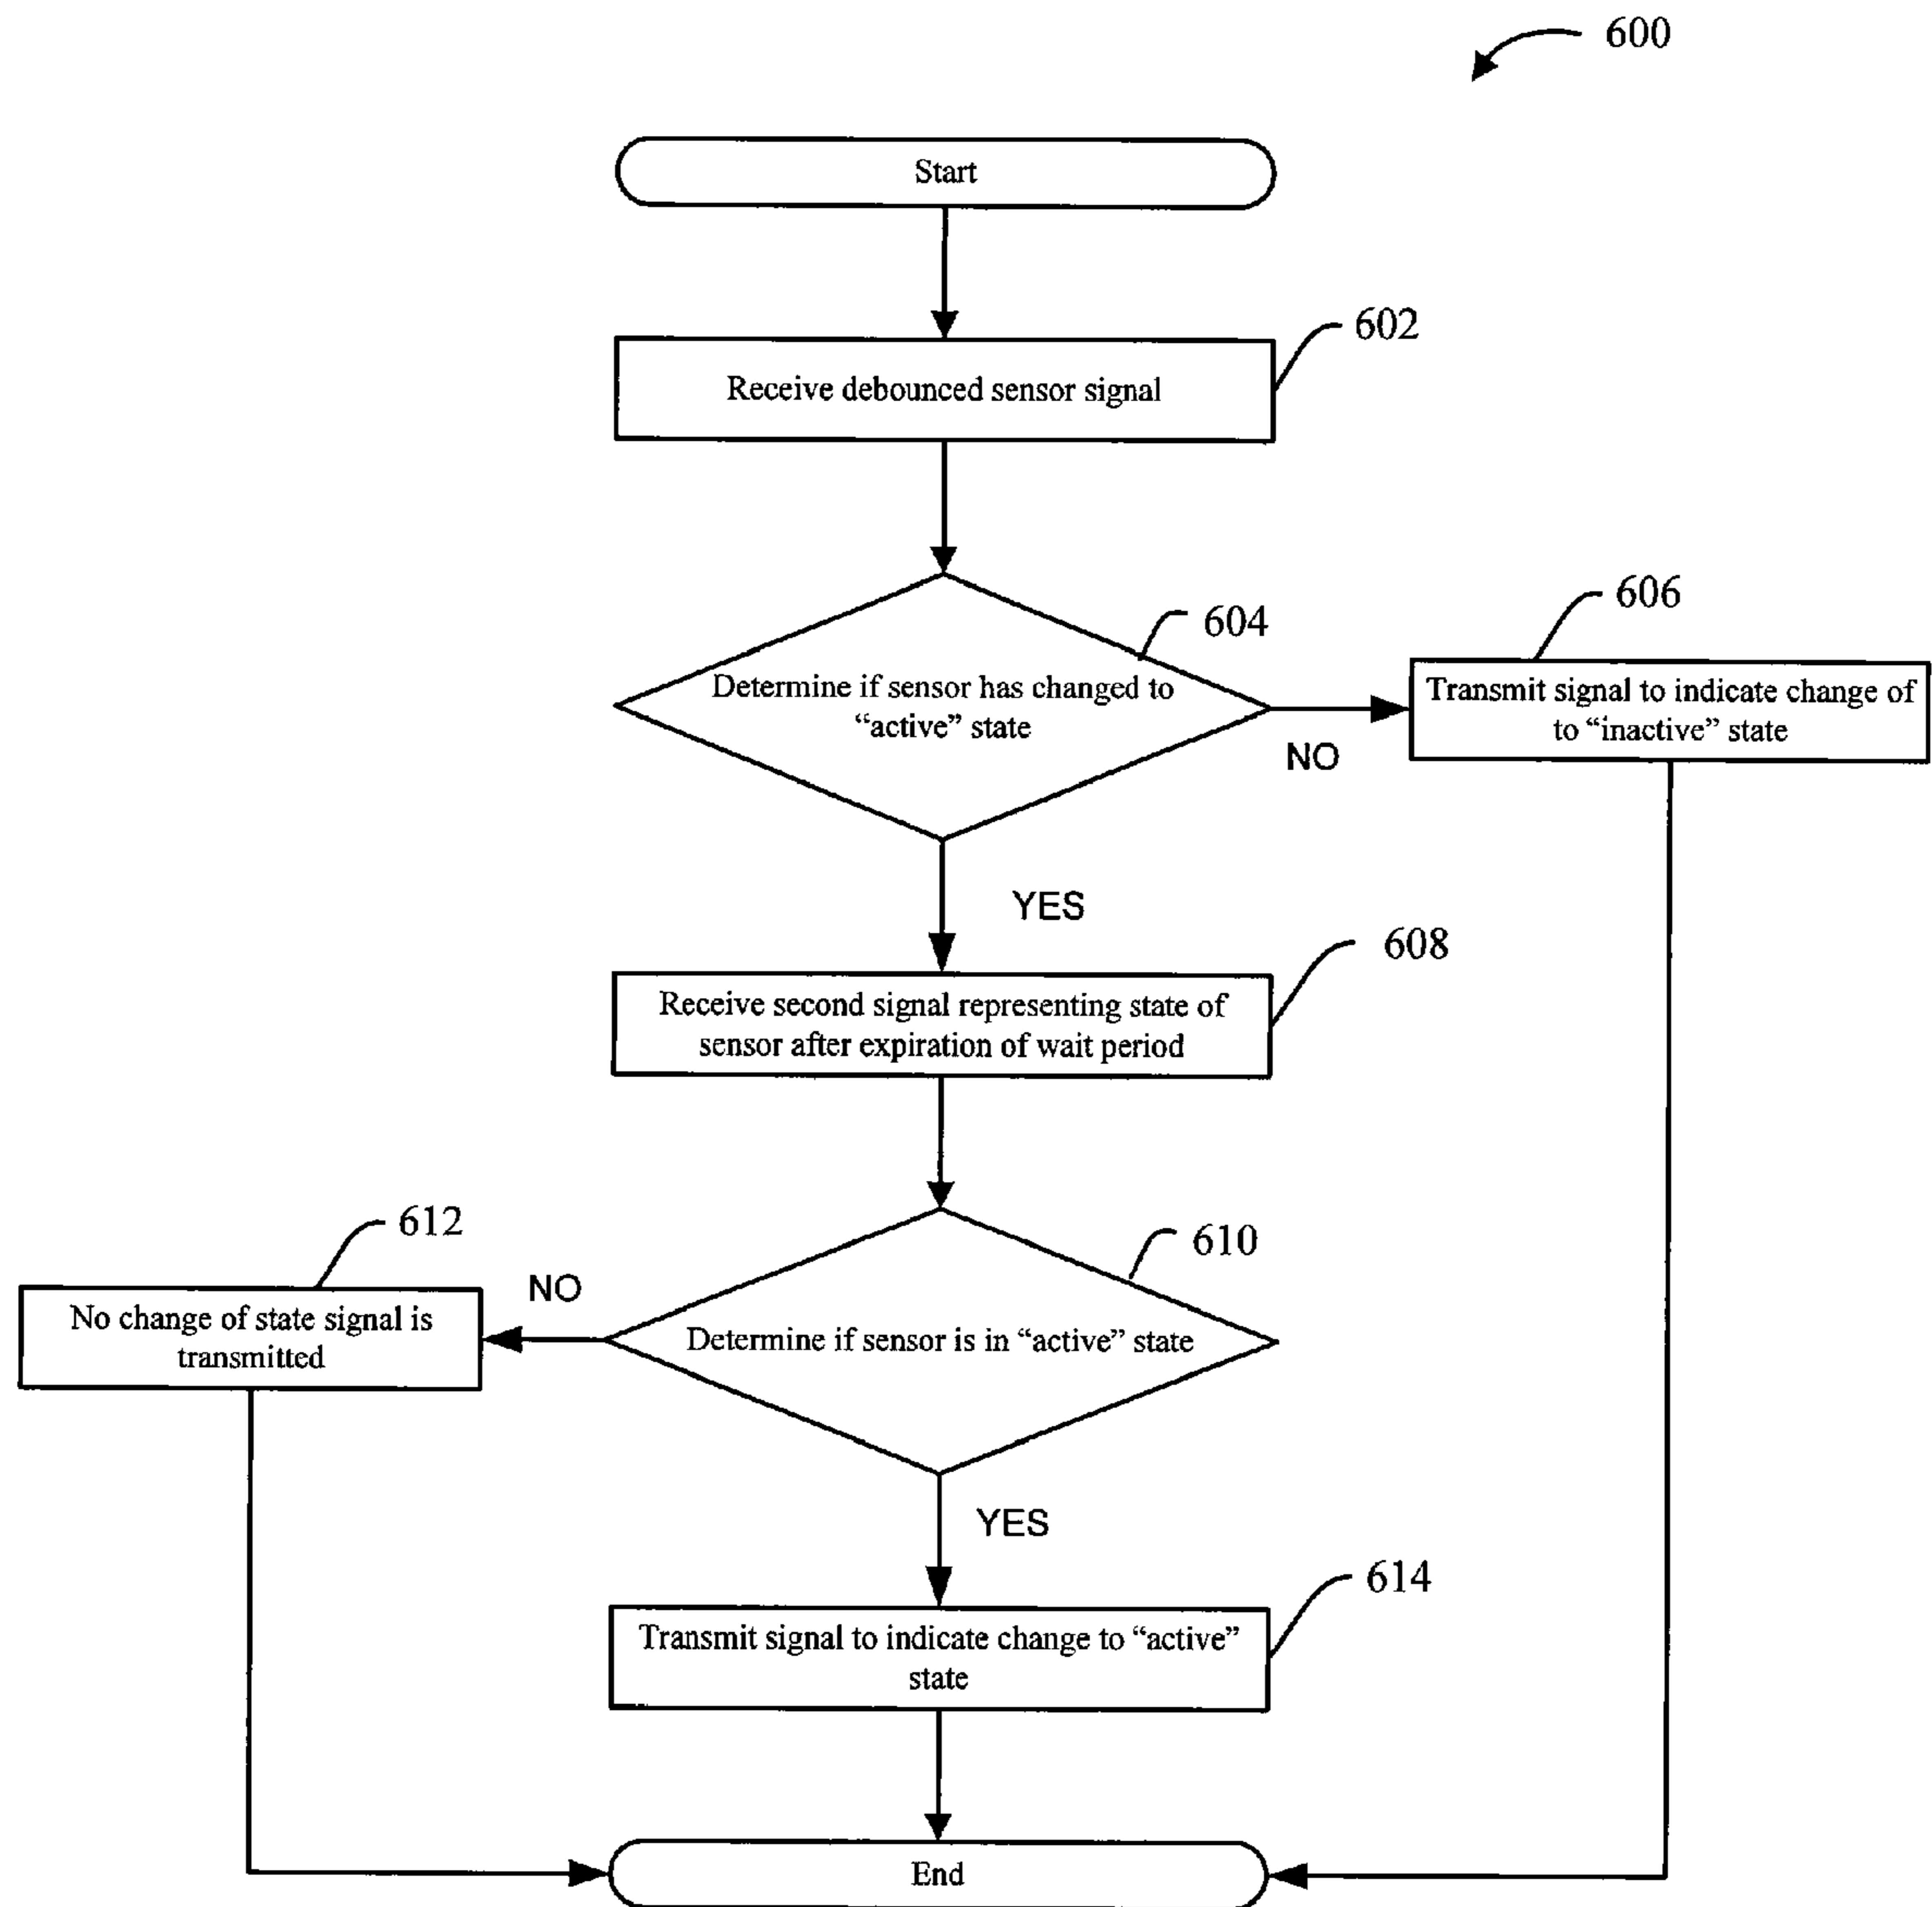 600
Start
602
Receive debounced sensor signal
604
Determine if sensor has changed to
“active” state
606
Transmit signal to indicate change of
to “inactive” state
NO
YES
608
Receive second signal representing state of
sensor after expiration of wait period
610
Determine if sensor is in “active” state
612
NO
No change of state signal is
transmitted
YES
614
Transmit signal to indicate change to “active”
state
End